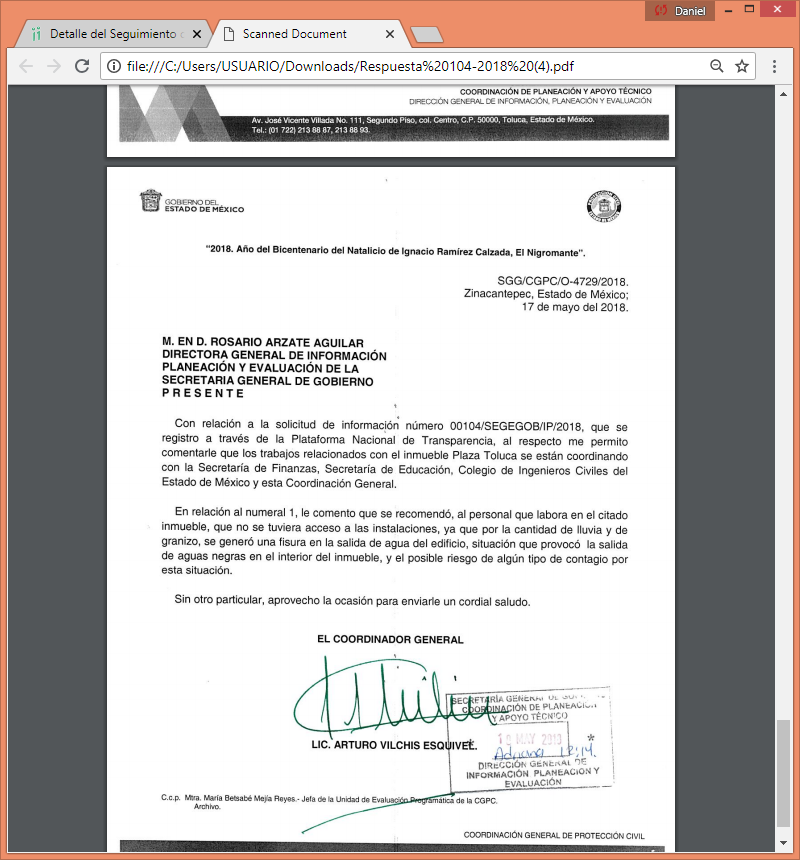 Daniel
Detalle del Seguimiento
Scanned Document
file:///C:/Users/USUARIO/Downloads/Respuesta%20104-2018%20(4).pdf
COORDINACIÓN DE PLANEACIÓN Y APOYO TÉCNICO
DIRECCIÓN GENERAL DE INFORMACIÓN, PLANEACIÓN Y EVALUACIÓN
Av. José Vicente Villada No. 111, Segundo Piso, col. Centro, C.P. 50000, Toluca, Estado de México.
Tel.: (01 722) 213 88 87, 213 88 93.
GOBIERNO DEL
ESTADO DE MÉXICO
"2018. Año del Bicentenario del Natalicio de Ignacio Ramírez Calzada, El Nigromante".
SGG/CGPC/O-4729/2018.
Zinacantepec, Estado de México;
17 de mayo del 2018.
M. EN D. ROSARIO ARZATE AGUILAR
DIRECTORA GENERAL DE INFORMACIÓN
PLANEACIÓN Y EVALUACIÓN DE LA
SECRETARIA GENERAL DE GOBIERNO
P R E S E N T E
Con relación a la solicitud de información número 00104/SEGEGOB/IP/2018, que se
registro a través de la Plataforma Nacional de Transparencia, al respecto me permito
comentarle que los trabajos relacionados con el inmueble Plaza Toluca se están coordinando
con la Secretaría de Finanzas, Secretaría de Educación, Colegio de Ingenieros Civiles del
Estado de México y esta Coordinación General.
En relación al numeral 1, le comento que se recomendó, al personal que labora en el citado
inmueble, que no se tuviera acceso a las instalaciones, ya que por la cantidad de lluvia y de
granizo, se generó una fisura en la salida de agua del edificio, situación que provocó la salida
de aguas negras en el interior del inmueble, y el posible riesgo de algún tipo de contagio por
esta situación.
Sin otro particular, aprovecho la ocasión para enviarle un cordial saludo.
EL COORDINADOR GENERAL
SECRETARÍA GENERAL DE
COORDINACIÓN DE PLANEACIÓN
Y APOYO TÉCNICO
LIC. ARTURO VILCHIS ESQUIVEL.
MAY
DIRECCIÓN GENERAL DE
INFORMACIÓN PLANEACIÓN Y
EVALUACIÓN
C.c.p. Mtra. María Betsabé Mejía Reyes.- Jefa de la Unidad de Evaluación Programática de la CGPC.
Archivo.
COORDINACIÓN GENERAL DE PROTECCIÓN CIVIL